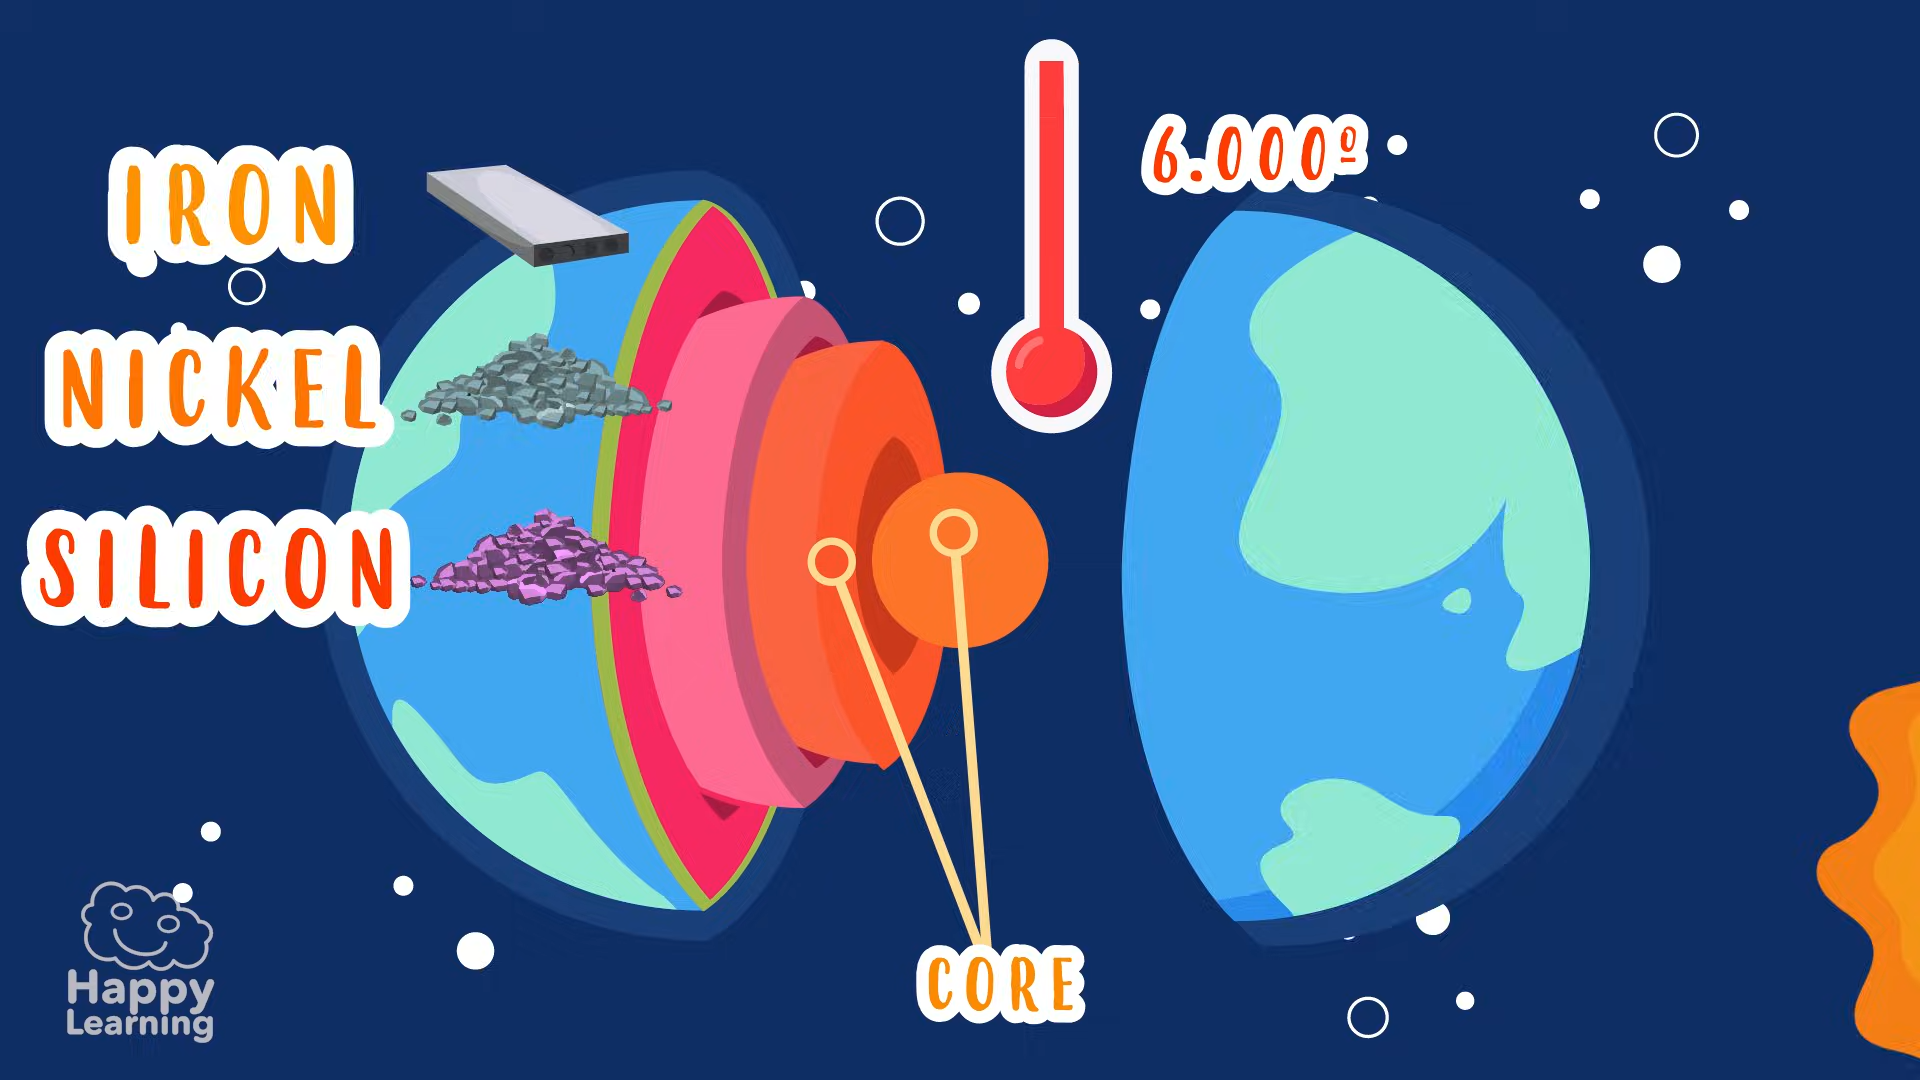 IRON
6.000º
NICKEL
SILICON
CORE
Happy
Learning